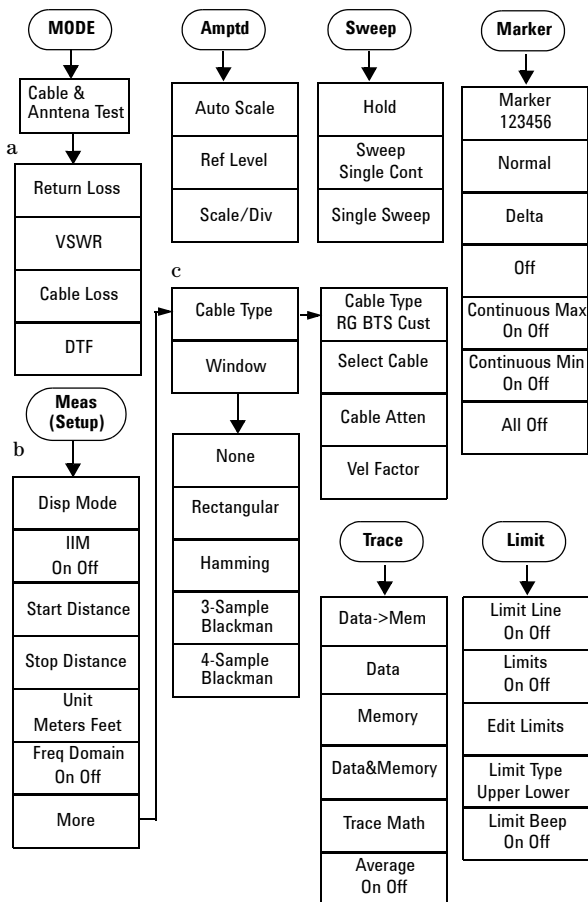 MODE
Cable &
Anntena Test
a
Return Loss
VSWR
Cable Loss
DTF
Meas
(Setup)
b
Disp Mode
IIM
On Off
Start Distance
Stop Distance
Unit
Meters Feet
Freq Domain
On Off
More
Amptd
Auto Scale
Ref Level
Scale/Div
c
Cable Type
Window
None
Rectangular
Hamming
3-Sample
Blackman
4-Sample
Blackman
Sweep
Hold
Sweep
Single Cont
Single Sweep
Cable Type
RG BTS Cust
Select Cable
Cable Atten
Vel Factor
Trace
Data->Mem
Data
Memory
Data&Memory
Trace Math
Average
On Off
Marker
Marker
123456
Normal
Delta
Off
Continuous Max
On Off
Continuous Min
On Off
All Off
Limit
Limit Line
On Off
Limits
On Off
Edit Limits
Limit Type
Upper Lower
Limit Beep
On Off